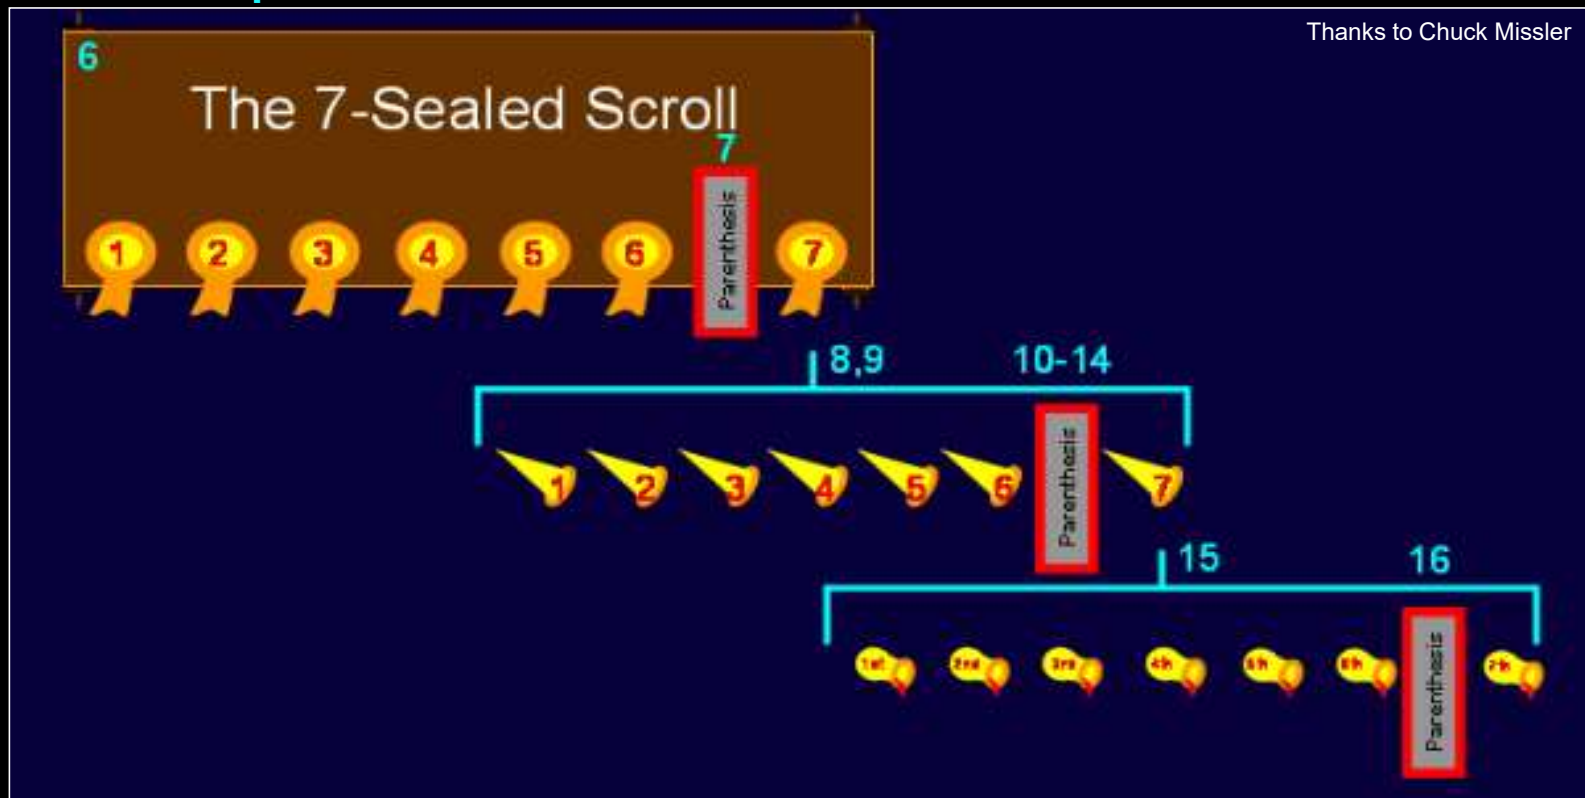 Thanks to Chuck Missler
6
The 7-Sealed Scroll
7
Parenthesis
1 2 3 4 5 6 7
8,9 10-14
Parenthesis
1 2 3 4 5 6 7
15 16
Parenthesis
1st 2nd 3rd 4th 5th 6th 7th